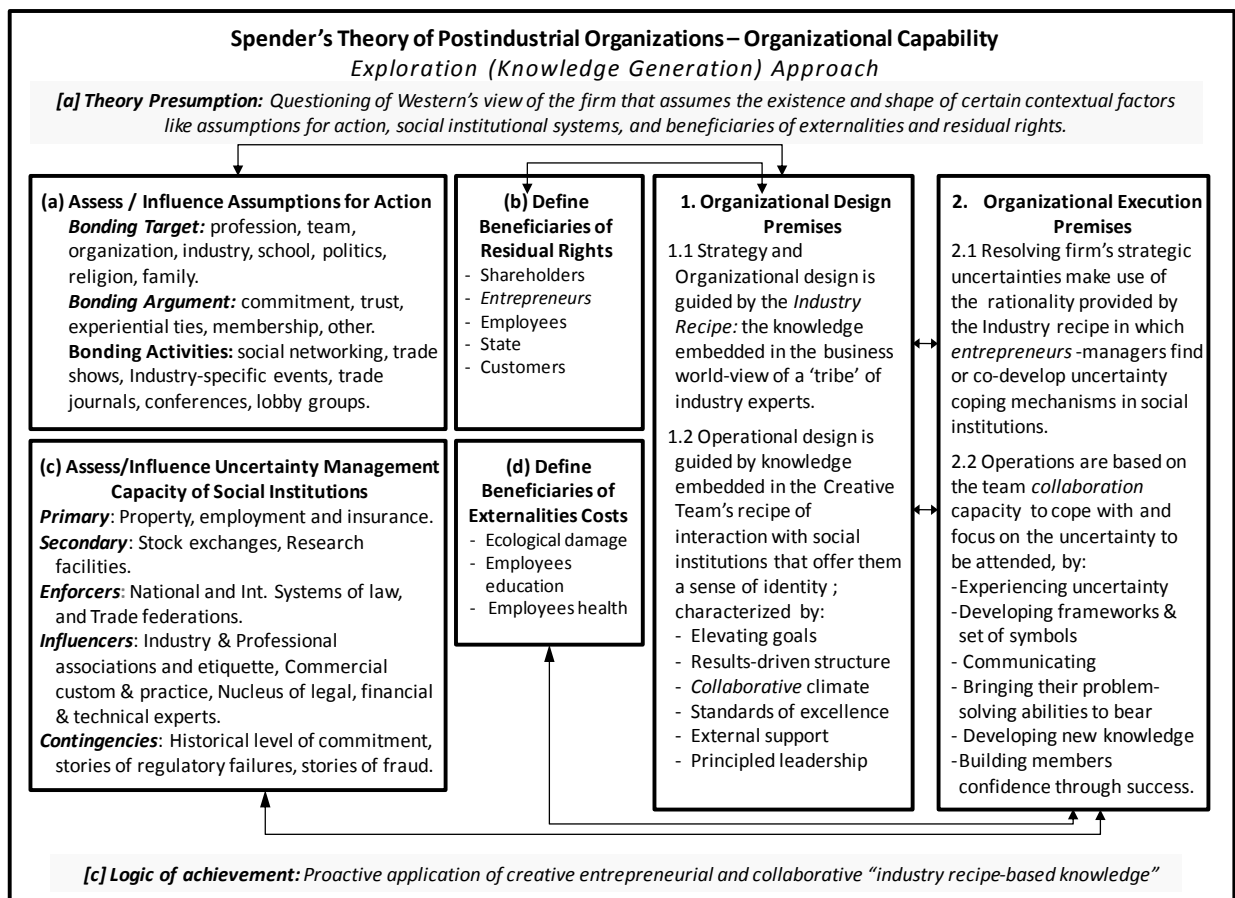 Spender's Theory of Postindustrial Organizations – Organizational Capability
Exploration (Knowledge Generation) Approach
[a] Theory Presumption: Questioning of Western's view of the firm that assumes the existence and shape of certain contextual factors
like assumptions for action, social institutional systems, and beneficiaries of externalities and residual rights.
(a) Assess / Influence Assumptions for Action
Bonding Target: profession, team,
organization, industry, school, politics,
religion, family.
Bonding Argument: commitment, trust,
experiential ties, membership, other.
Bonding Activities: social networking, trade
shows, Industry-specific events, trade
journals, conferences, lobby groups.
(b) Define
Beneficiaries of
Residual Rights
- Shareholders
- Entrepreneurs
- Employees
- State
- Customers
(c) Assess/Influence Uncertainty Management
Capacity of Social Institutions
Primary: Property, employment and insurance.
Secondary: Stock exchanges, Research
facilities.
Enforcers: National and Int. Systems of law,
and Trade federations.
Influencers: Industry & Professional
associations and etiquette, Commercial
custom & practice, Nucleus of legal, financial
& technical experts.
Contingencies: Historical level of commitment,
stories of regulatory failures, stories of fraud.
(d) Define
Beneficiaries of
Externalities Costs
- Ecological damage
- Employees
education
- Employees health
1. Organizational Design
Premises
1.1 Strategy and
Organizational design is
guided by the Industry
Recipe: the knowledge
embedded in the business
world-view of a 'tribe' of
industry experts.
1.2 Operational design is
guided by knowledge
embedded in the Creative
Team's recipe of
interaction with social
institutions that offer them
a sense of identity ;
characterized by:
- Elevating goals
- Results-driven structure
- Collaborative climate
- Standards of excellence
- External support
- Principled leadership
2. Organizational Execution
Premises
2.1 Resolving firm's strategic
uncertainties make use of
the rationality provided by
the Industry recipe in which
entrepreneurs -managers find
or co-develop uncertainty
coping mechanisms in social
institutions.
2.2 Operations are based on
the team collaboration
capacity to cope with and
focus on the uncertainty to
be attended, by:
-Experiencing uncertainty
-Developing frameworks &
set of symbols
- Communicating
- Bringing their problem-
solving abilities to bear
- Developing new knowledge
-Building members
confidence through success.
[c] Logic of achievement: Proactive application of creative entrepreneurial and collaborative "industry recipe-based knowledge"